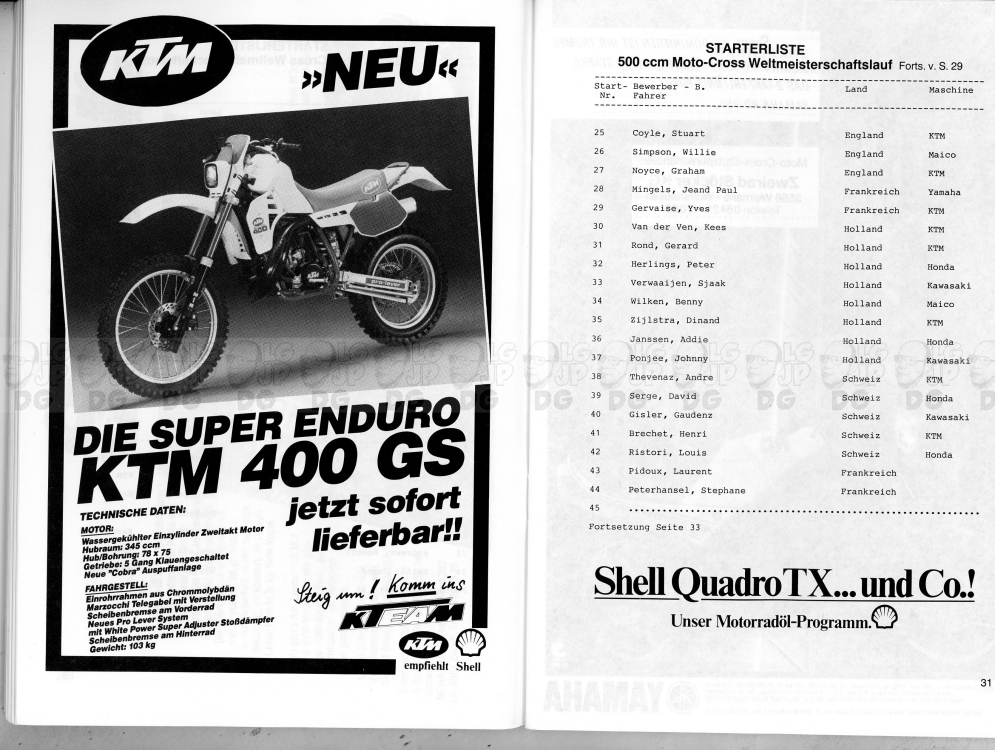 KTM
»NEU«
KTM
400
KTM
pro-lever
DIE SUPER ENDURO
KTM 400 GS
jetzt sofort
lieferbar!!
TECHNISCHE DATEN:
MOTOR:
Wassergekühlter Einzylinder Zweitakt Motor
Hubraum: 345 ccm
Hub/Bohrung: 78 x 75
Getriebe: 5 Gang Klauengeschaltet
Neue "Cobra" Auspuffanlage
FAHRGESTELL:
Einrohrrahmen aus Chrommolybdän
Marzocchi Telegabel mit Verstellung
Scheibenbremse am Vorderrad
Neues Pro Lever System
mit White Power Super Adjuster Stoßdämpfer
Scheibenbremse am Hinterrad
Gewicht: 103 kg
Steig um! Komm ins
KTEAM
KTM
empfiehlt Shell
STARTERLISTE
500 ccm Moto-Cross Weltmeisterschaftslauf Forts. v. S. 29
Start- Bewerber - B. Land Maschine
Nr. Fahrer
25 Coyle, Stuart England KTM
26 Simpson, Willie England Maico
27 Noyce, Graham England KTM
28 Mingels, Jeand Paul Frankreich Yamaha
29 Gervaise, Yves Frankreich KTM
30 Van der Ven, Kees Holland KTM
31 Rond, Gerard Holland KTM
32 Herlings, Peter Holland Honda
33 Verwaaijen, Sjaak Holland Kawasaki
34 Wilken, Benny Holland Maico
35 Zijlstra, Dinand Holland KTM
36 Janssen, Addie Holland Honda
37 Ponjee, Johnny Holland Kawasaki
38 Thevenaz, Andre Schweiz KTM
39 Serge, David Schweiz Honda
40 Gisler, Gaudenz Schweiz Kawasaki
41 Brechet, Henri Schweiz KTM
42 Ristori, Louis Schweiz Honda
43 Pidoux, Laurent Frankreich
44 Peterhansel, Stephane Frankreich
45
Fortsetzung Seite 33
Shell Quadro TX... und Co.!
Unser Motorradöl-Programm.
31